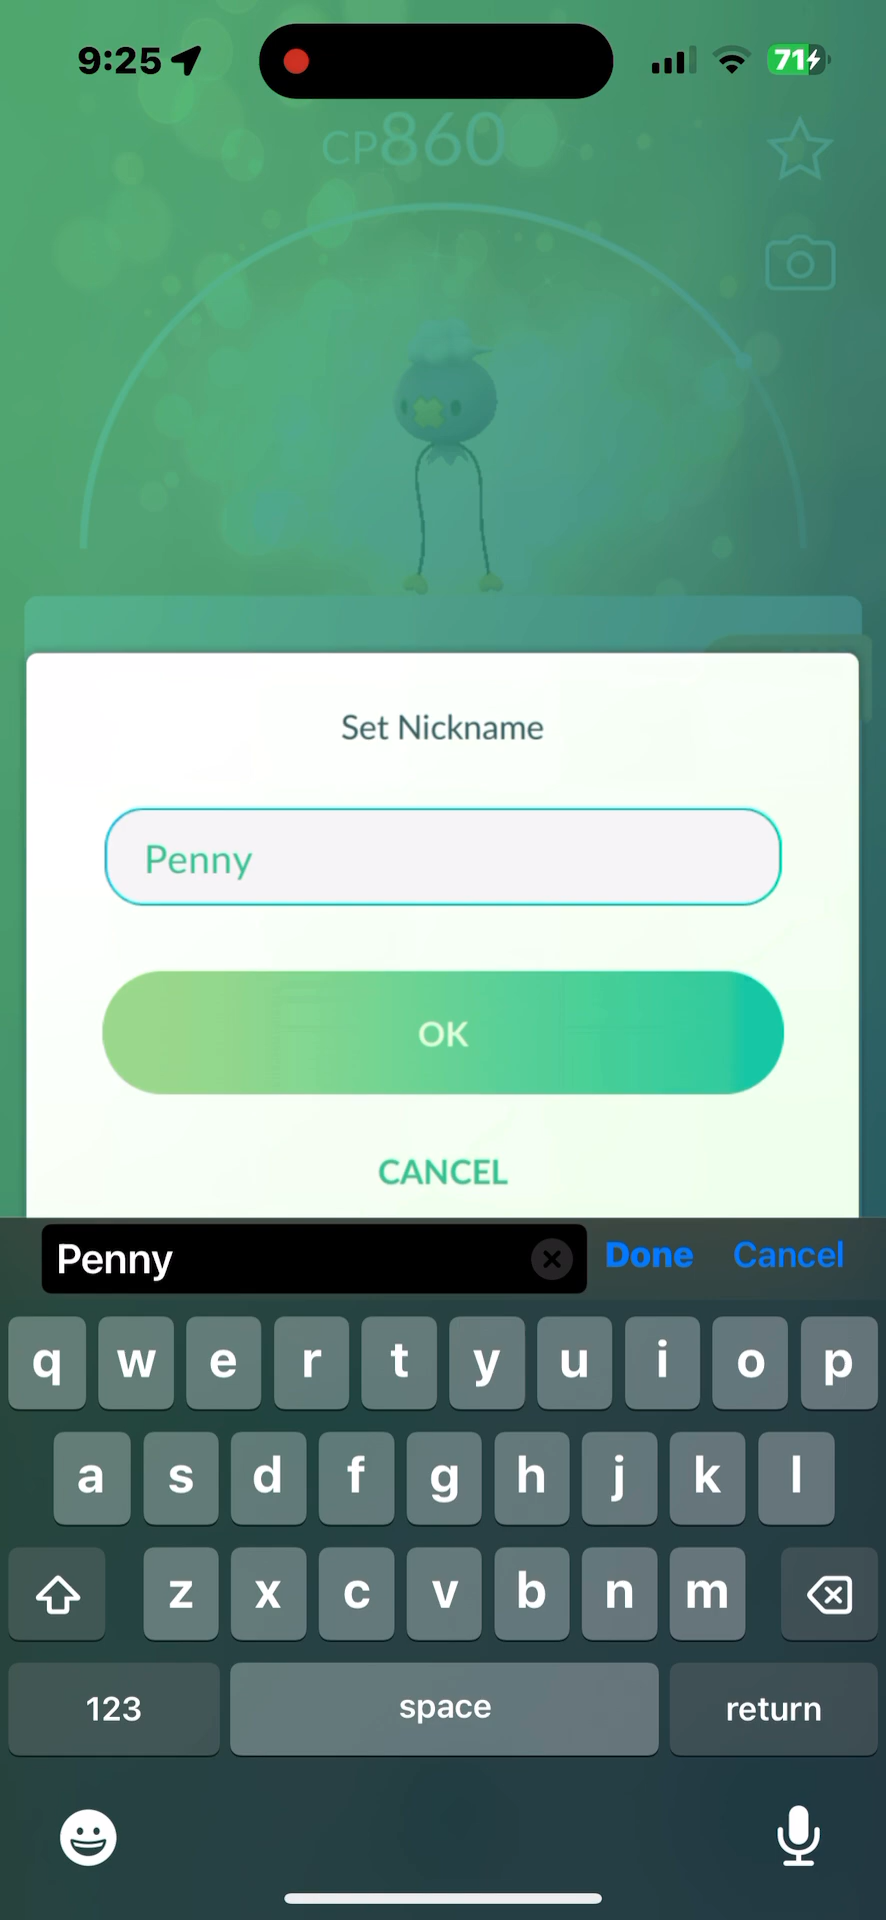 9:25
71
CP860
Set Nickname
Penny
OK
CANCEL
Penny
Done
Cancel
q w e r t y u i o p
a s d f g h j k l
z x c v b n m
123
space
return